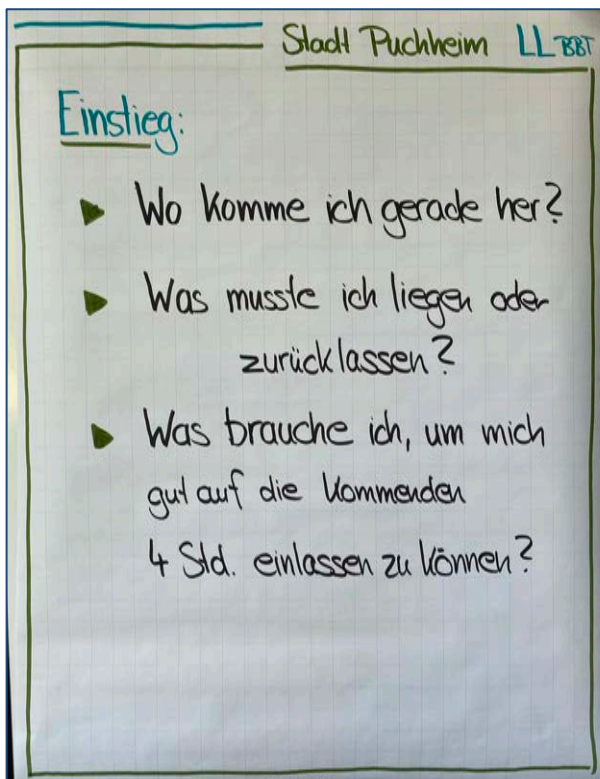 Stadt Puchheim LL BBT
Einstieg:
Wo komme ich gerade her?
Was musste ich liegen oder
zurücklassen?
Was brauche ich, um mich
gut auf die kommenden
4 Std. einlassen zu können?